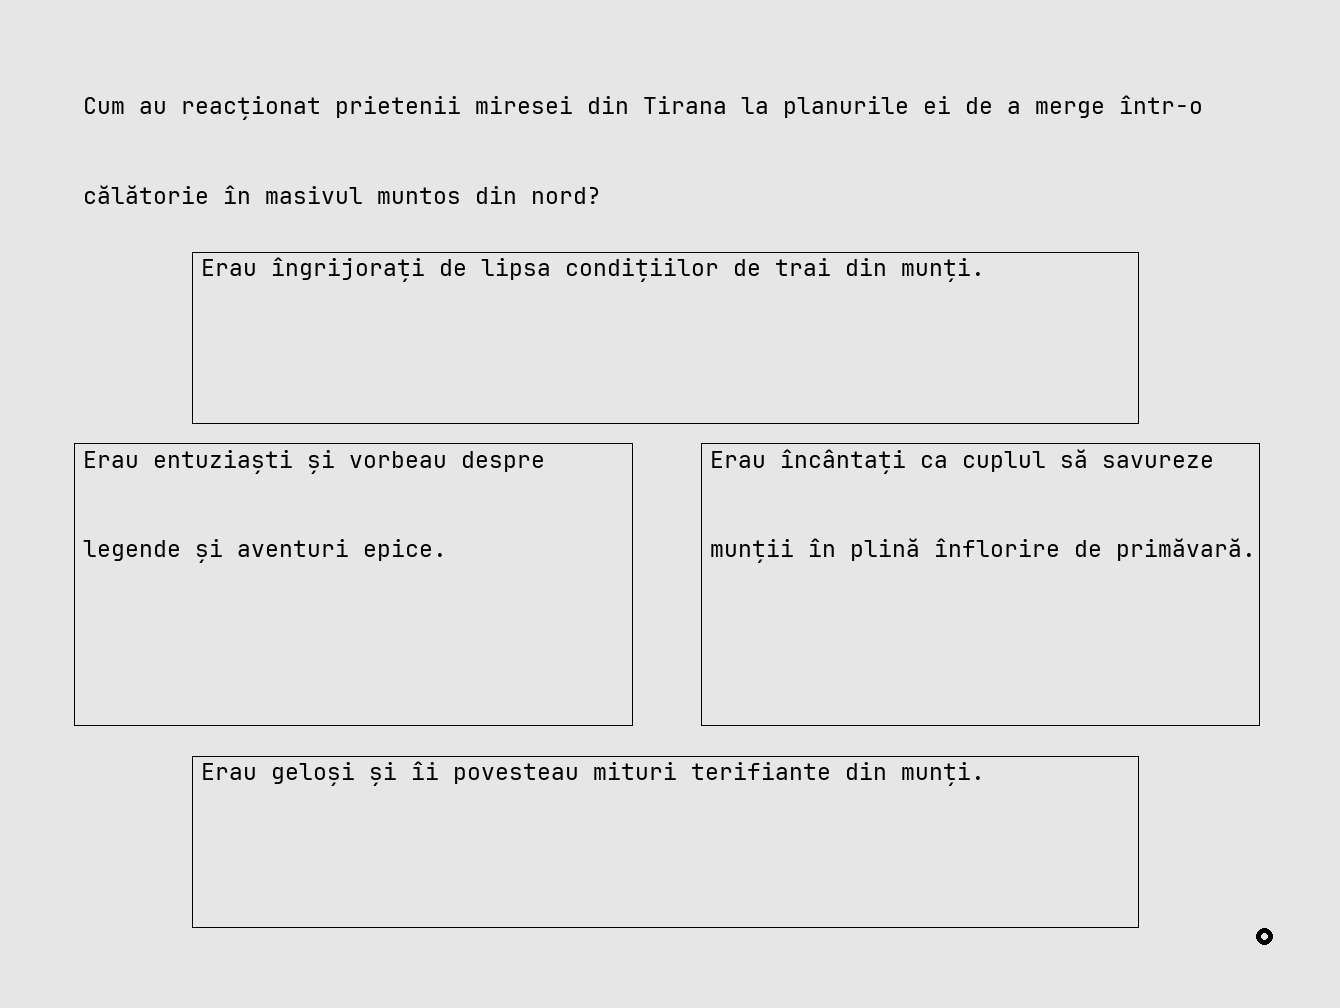 Cum au reacționat prietenii miresei din Tirana la planurile ei de a merge într-o
călătorie în masivul muntos din nord?
Erau îngrijorați de lipsa condițiilor de trai din munți.
Erau entuziaști și vorbeau despre
legende și aventuri epice.
Erau încântați ca cuplul să savureze
munții în plină înflorire de primăvară.
Erau geloși și îi povesteau mituri terifiante din munți.